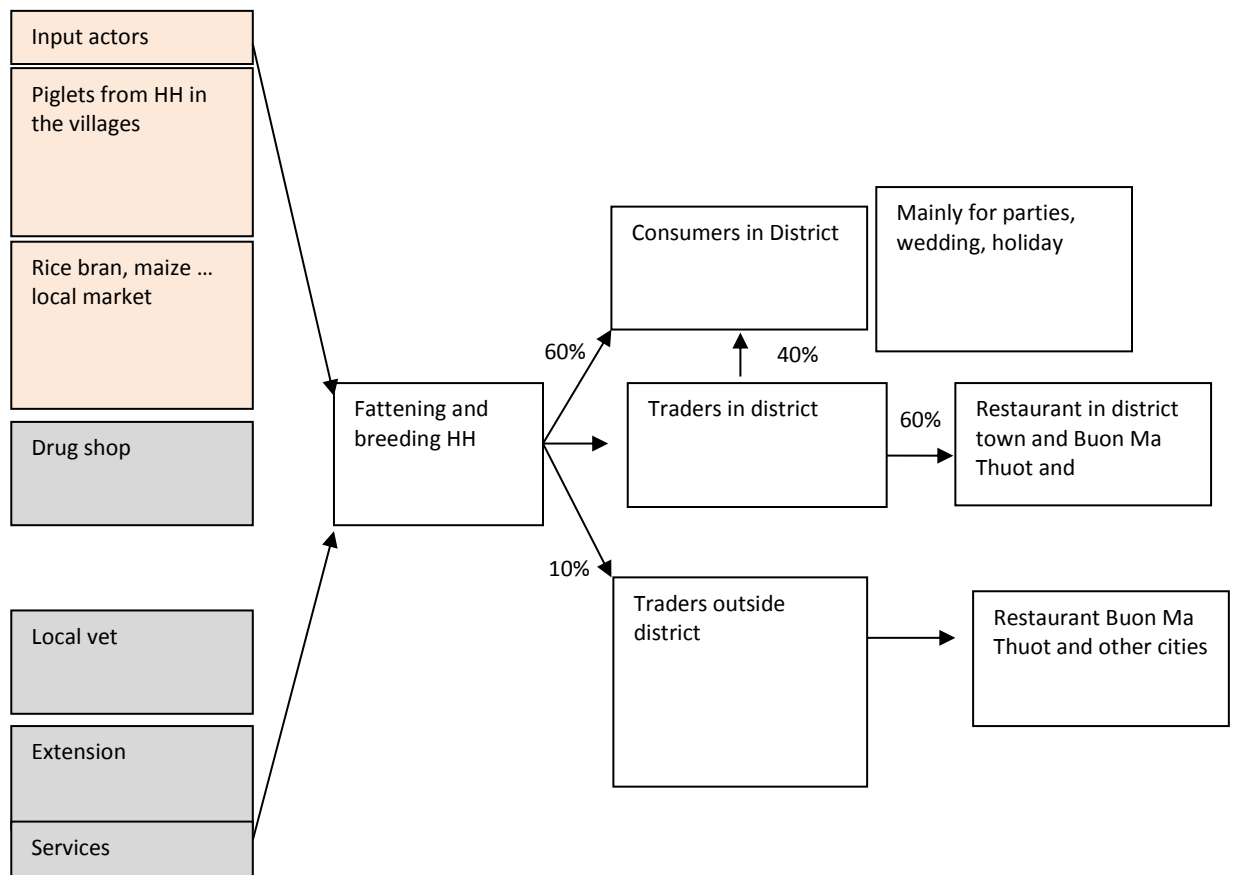 Input actors
Piglets from HH in
the villages
Rice bran, maize ...
local market
Drug shop
Local vet
Extension
Services
Fattening and
breeding HH
60%
10%
Consumers in District
Mainly for parties,
wedding, holiday
40%
Traders in district
60%
Restaurant in district
town and Buon Ma
Thuot and
Traders outside
district
Restaurant Buon Ma
Thuot and other cities